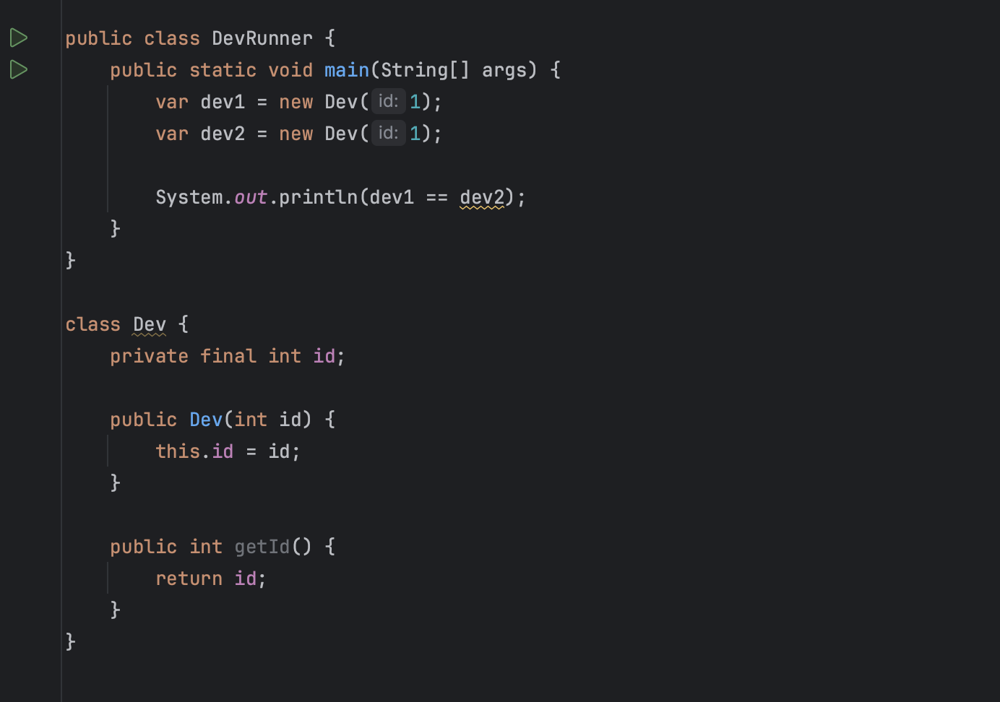 public class DevRunner {
public static void main(String[] args) {
var dev1 = new Dev( id: 1);
var dev2 = new Dev( id: 1);
System.out.println(dev1 == dev2);
}
}
class Dev {
private final int id;
public Dev(int id) {
this.id = id;
}
public int getId() {
return id;
}
}